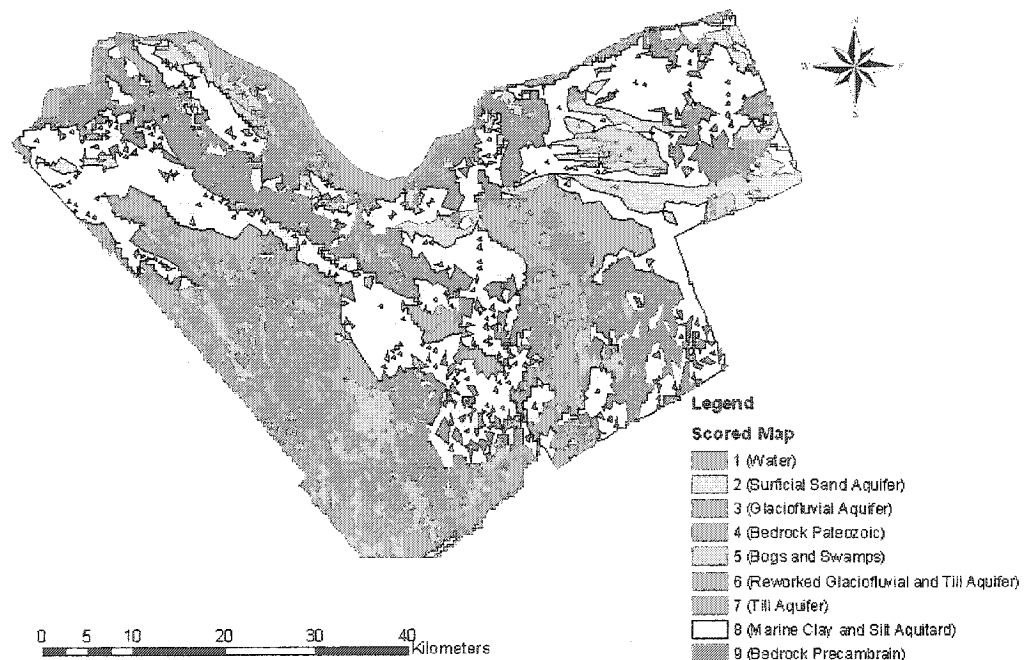 N
W
E
S
Legend
Scored Map
1 (Water)
2 (Surficial Sand Aquifer)
3 (Glaciofluvial Aquifer)
4 (Bedrock Paleozoic)
5 (Bogs and Swamps)
6 (Reworked Glaciofluvial and Till Aquifer)
7 (Till Aquifer)
8 (Marine Clay and Silt Aquitard)
9 (Bedrock Precambrain)
0 5 10 20 30 40
Kilometers